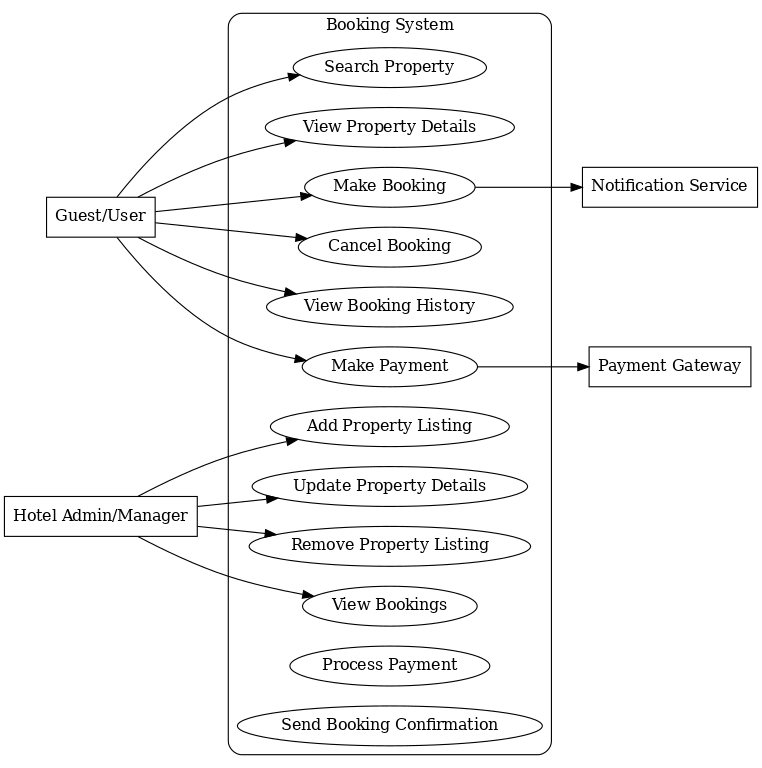 Booking System
Search Property
View Property Details
Make Booking
Notification Service
Guest/User
Cancel Booking
View Booking History
Make Payment
Payment Gateway
Add Property Listing
Update Property Details
Hotel Admin/Manager
Remove Property Listing
View Bookings
Process Payment
Send Booking Confirmation